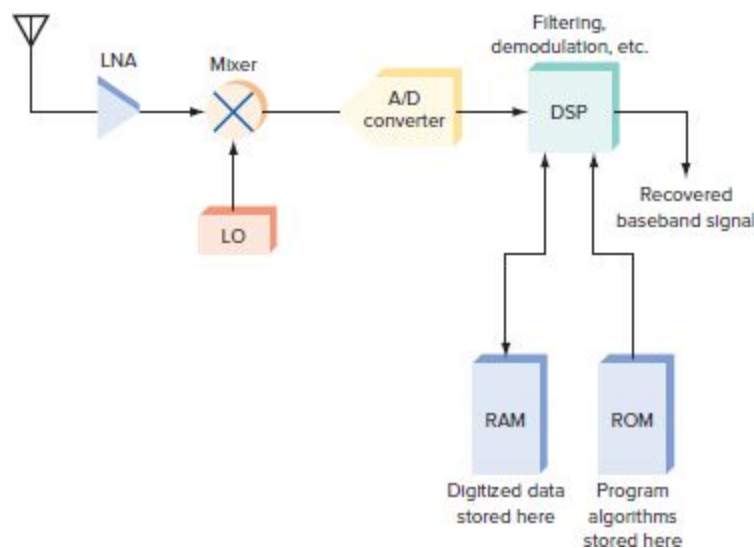 Filtering,
demodulation, etc.
LNA
Mixer
A/D
converter
DSP
Recovered
baseband signal
LO
RAM
ROM
Digitized data
stored here
Program
algorithms
stored here